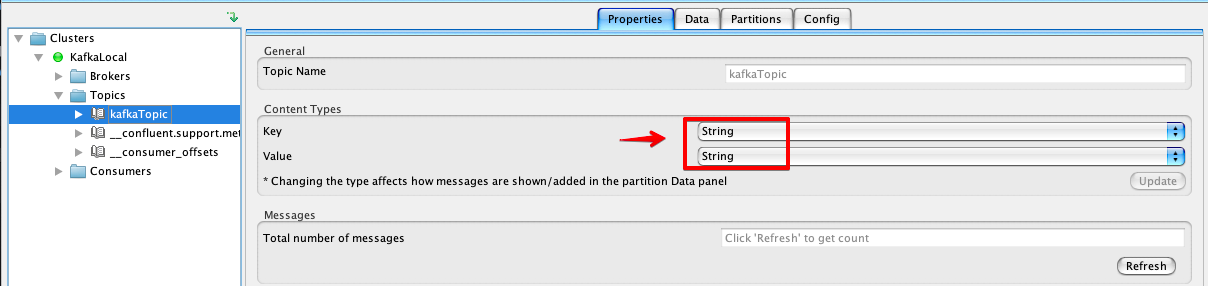 Clusters
KafkaLocal
Brokers
Topics
kafkaTopic
__confluent.support.met
__consumer_offsets
Consumers
Properties Data Partitions Config
General
Topic Name kafkaTopic
Content Types
Key String
Value String
* Changing the type affects how messages are shown/added in the partition Data panel Update
Messages
Total number of messages Click 'Refresh' to get count
Refresh